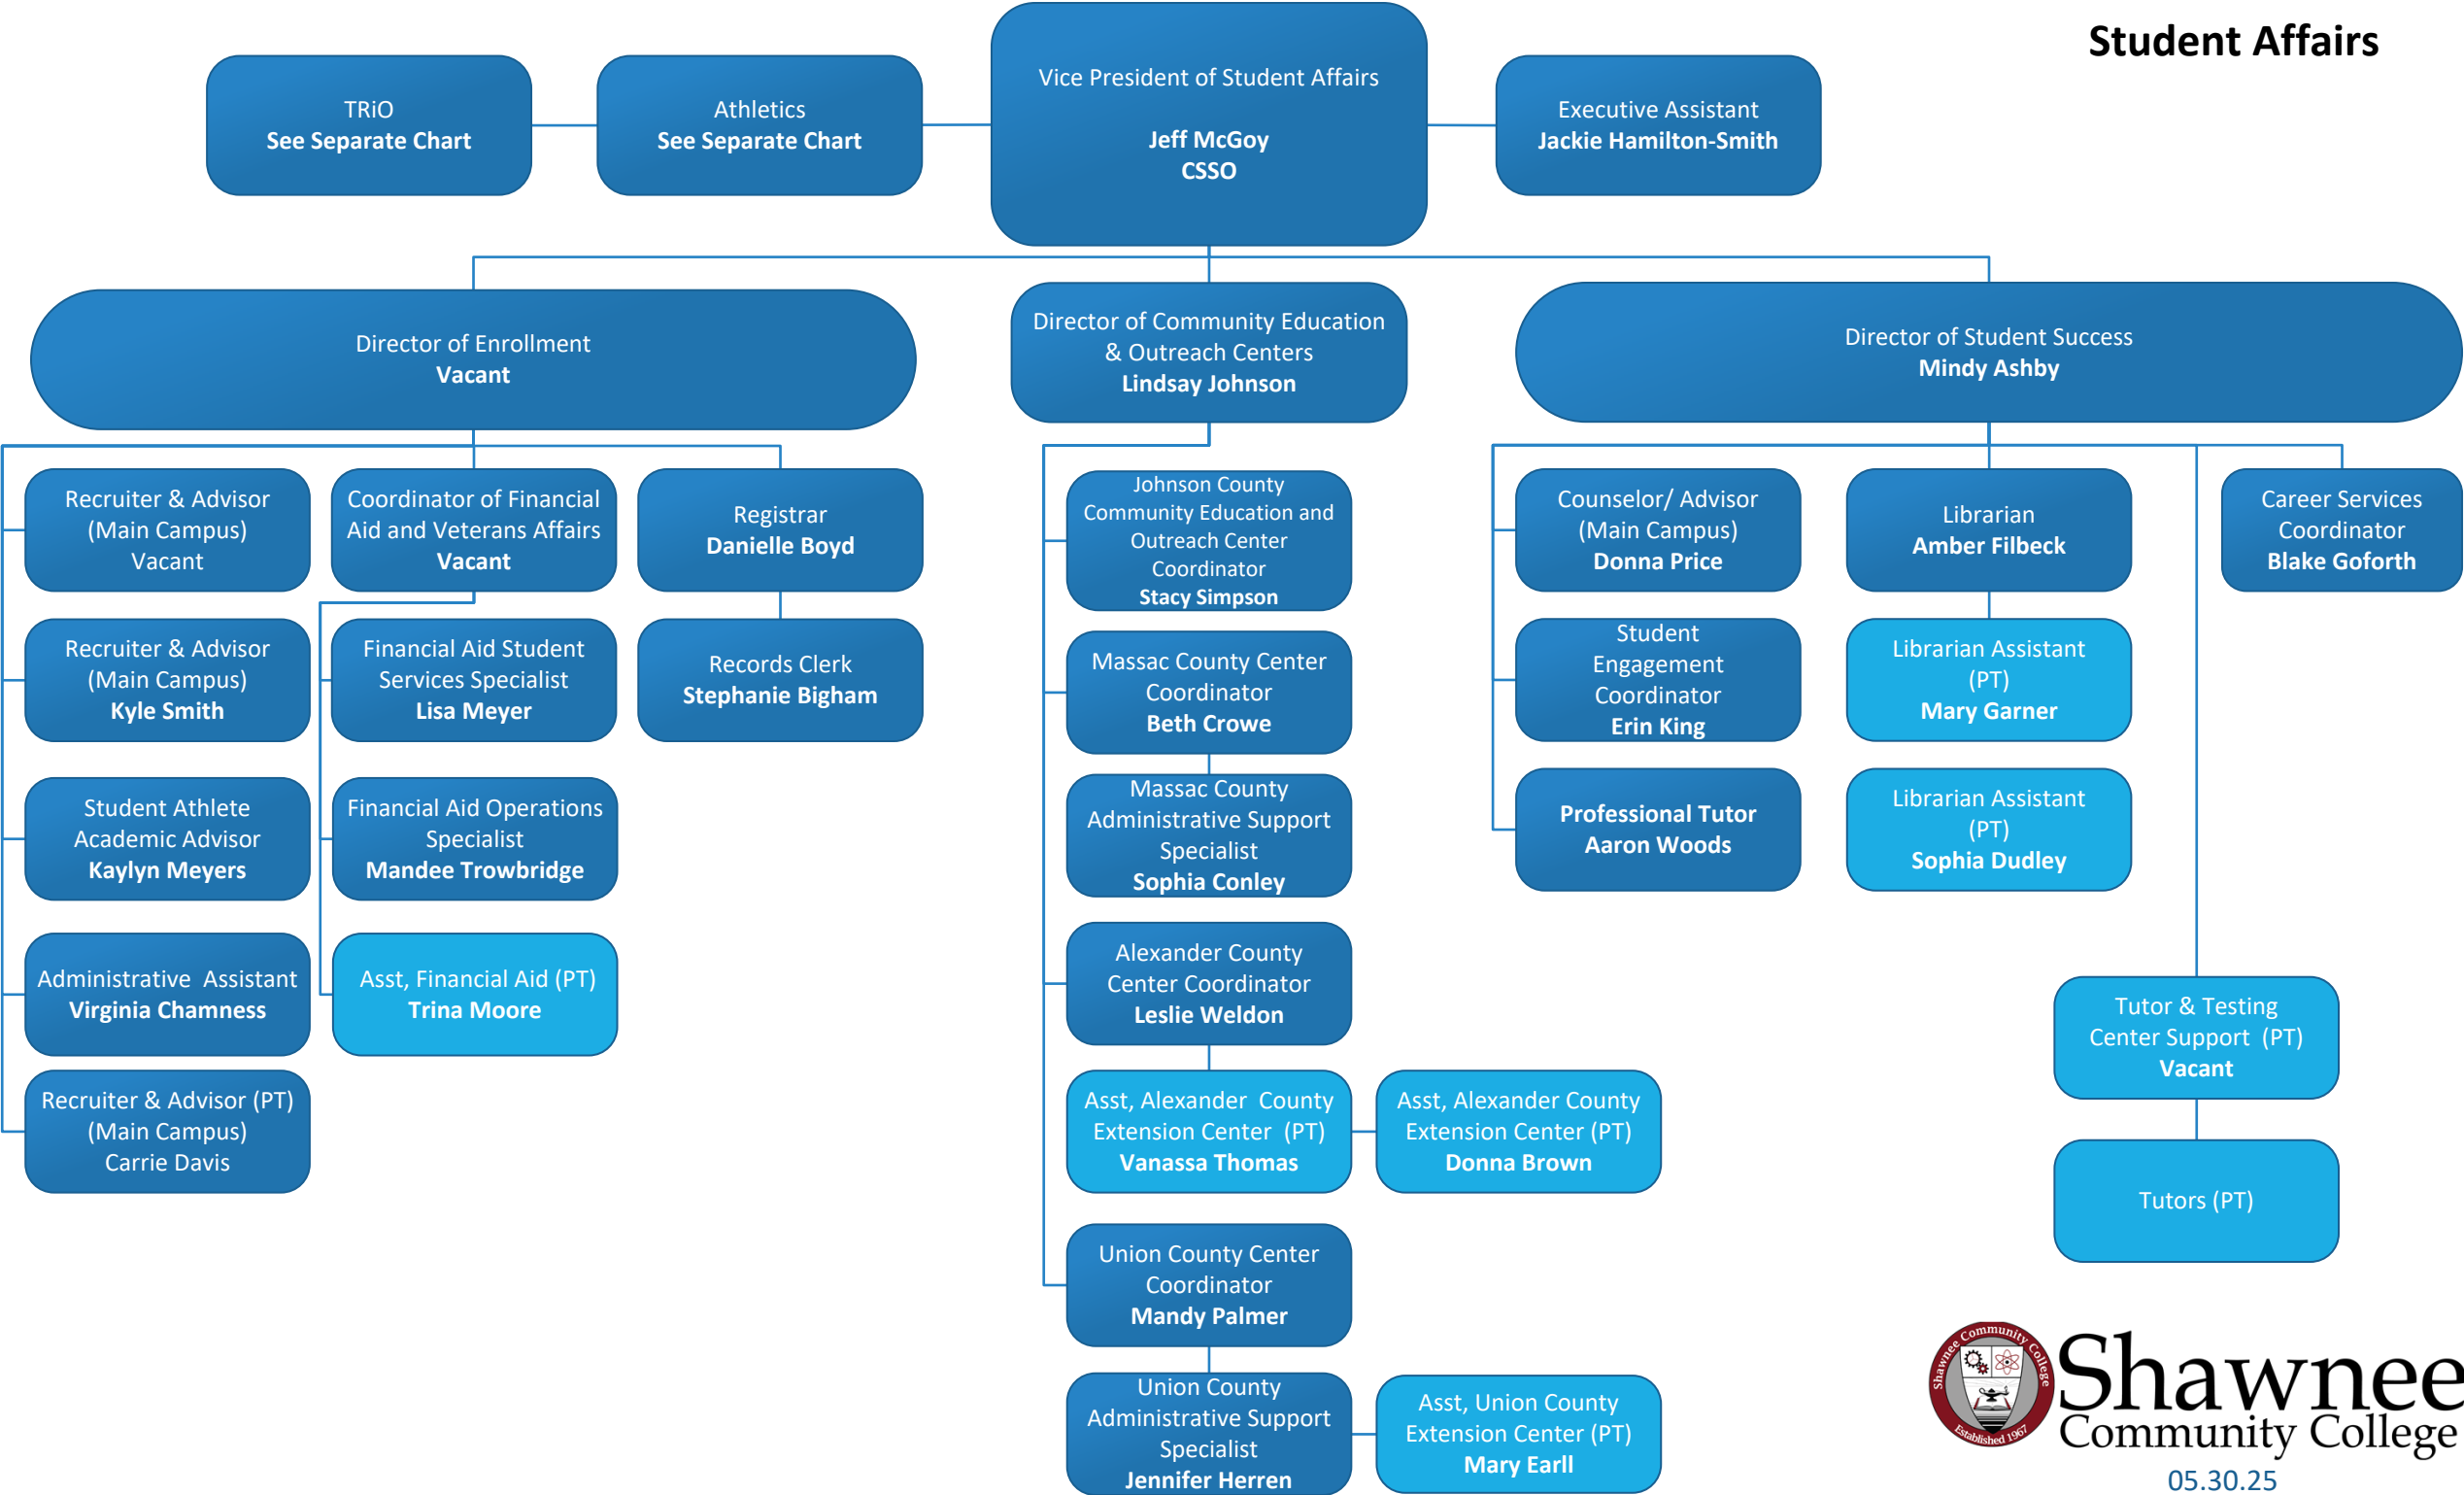 Student Affairs
TRiO
See Separate Chart
Athletics
See Separate Chart
Vice President of Student Affairs
Jeff McGoy
CSSO
Executive Assistant
Jackie Hamilton-Smith
Director of Enrollment
Vacant
Director of Community Education
& Outreach Centers
Lindsay Johnson
Director of Student Success
Mindy Ashby
Recruiter & Advisor
(Main Campus)
Vacant
Coordinator of Financial
Aid and Veterans Affairs
Vacant
Registrar
Danielle Boyd
Recruiter & Advisor
(Main Campus)
Kyle Smith
Financial Aid Student
Services Specialist
Lisa Meyer
Records Clerk
Stephanie Bigham
Student Athlete
Academic Advisor
Kaylyn Meyers
Financial Aid Operations
Specialist
Mandee Trowbridge
Administrative  Assistant
Virginia Chamness
Asst, Financial Aid (PT)
Trina Moore
Recruiter & Advisor (PT)
(Main Campus)
Carrie Davis
Johnson County
Community Education and
Outreach Center
Coordinator
Stacy Simpson
Massac County Center
Coordinator
Beth Crowe
Massac County
Administrative Support
Specialist
Sophia Conley
Alexander County
Center Coordinator
Leslie Weldon
Asst, Alexander  County
Extension Center  (PT)
Vanassa Thomas
Asst, Alexander County
Extension Center (PT)
Donna Brown
Union County Center
Coordinator
Mandy Palmer
Union County
Administrative Support
Specialist
Jennifer Herren
Asst, Union County
Extension Center (PT)
Mary Earll
Counselor/ Advisor
(Main Campus)
Donna Price
Librarian
Amber Filbeck
Career Services
Coordinator
Blake Goforth
Student
Engagement
Coordinator
Erin King
Librarian Assistant
(PT)
Mary Garner
Professional Tutor
Aaron Woods
Librarian Assistant
(PT)
Sophia Dudley
Tutor & Testing
Center Support  (PT)
Vacant
Tutors (PT)
Shawnee Community College
Established 1967
Shawnee
Community College
05.30.25